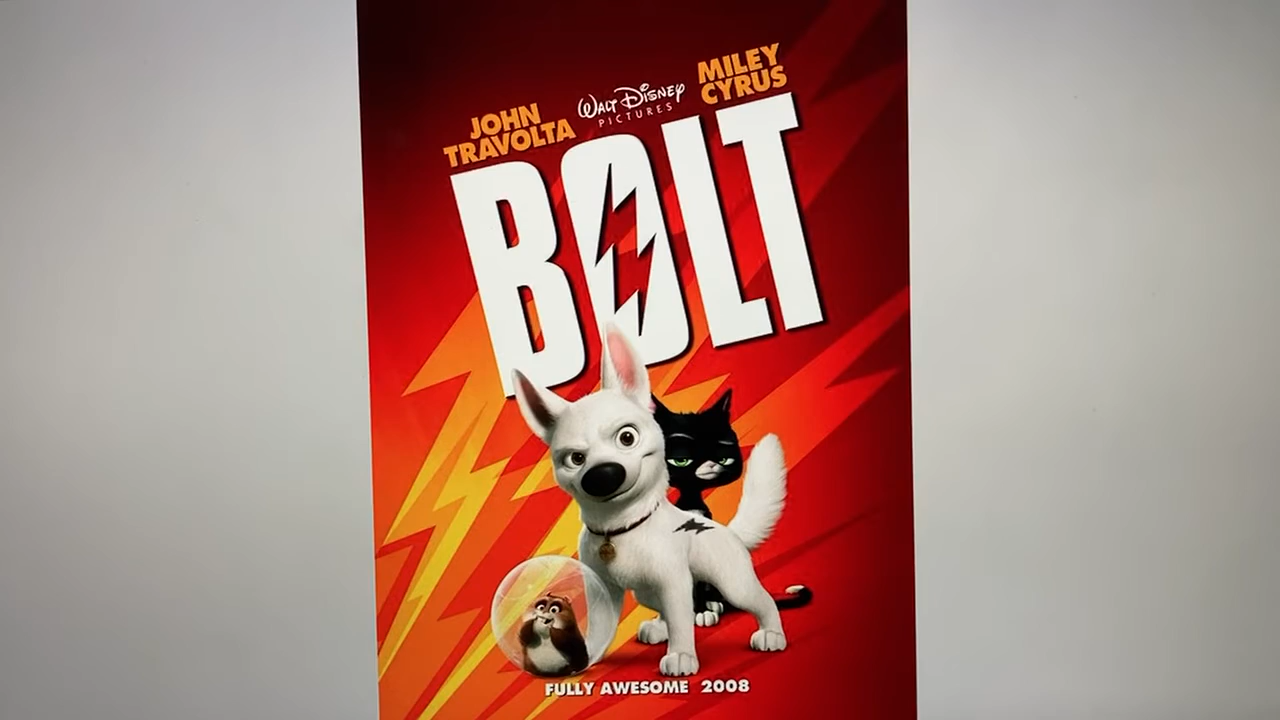 JOHN
TRAVOLTA
WALT DISNEY
PICTURES
MILEY
CYRUS
BOLT
FULLY AWESOME 2008